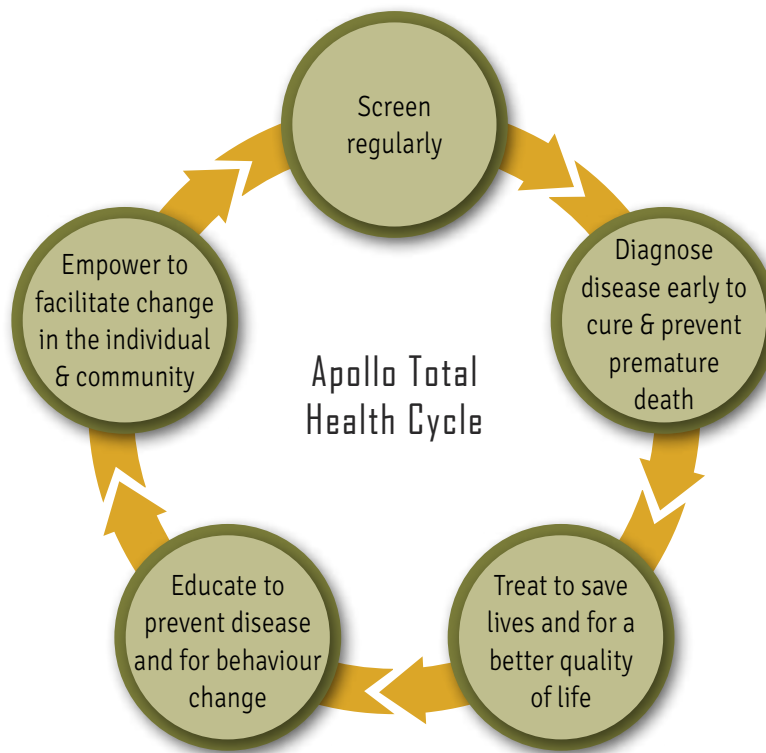 Screen
regularly
Diagnose
disease early to
cure & prevent
premature
death
Treat to save
lives and for a
better quality
of life
Educate to
prevent disease
and for behaviour
change
Empower to
facilitate change
in the individual
& community
Apollo Total
Health Cycle